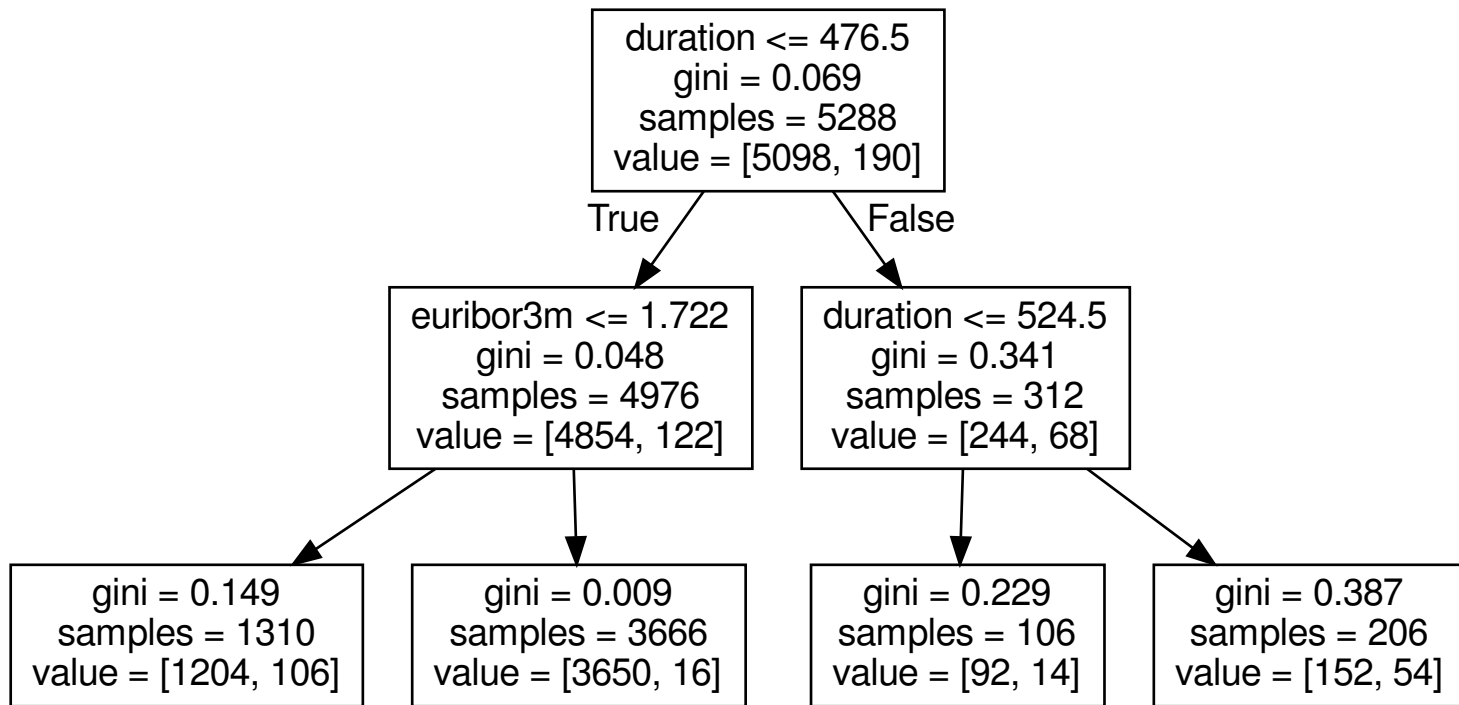 duration <= 476.5
gini = 0.069
samples = 5288
value = [5098, 190]
True
False
euribor3m <= 1.722
gini = 0.048
samples = 4976
value = [4854, 122]
duration <= 524.5
gini = 0.341
samples = 312
value = [244, 68]
gini = 0.149
samples = 1310
value = [1204, 106]
gini = 0.009
samples = 3666
value = [3650, 16]
gini = 0.229
samples = 106
value = [92, 14]
gini = 0.387
samples = 206
value = [152, 54]